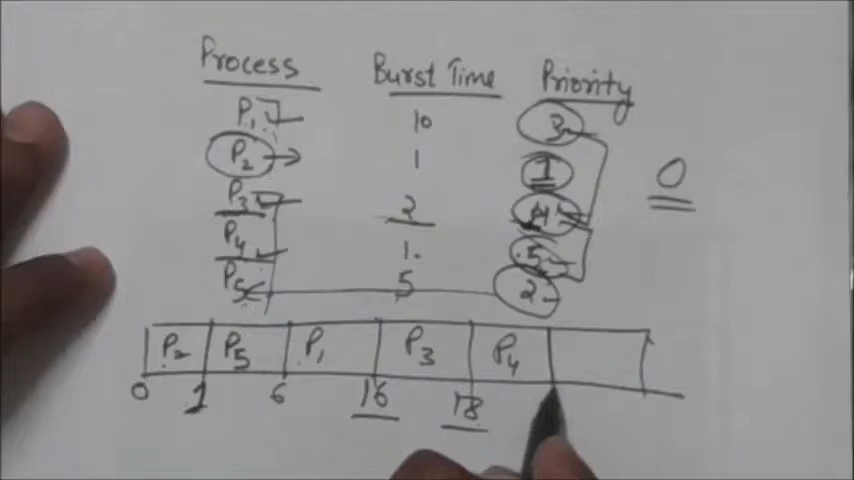 Process Burst Time Priority
P1 10 3
P2 1 1
P3 2 4 0
P4 1. 5
P5 5 2
P2 P5 P1 P3 P4
0 1 6 16 18